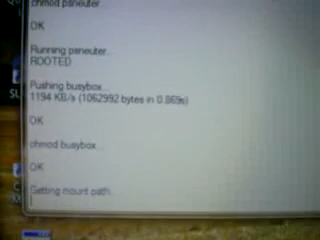 chmod psneuter...
OK
Running psneuter...
ROOTED
Pushing busybox...
1194 KB/s (1062992 bytes in 0.869s)
OK
chmod busybox...
OK
Getting mount path...